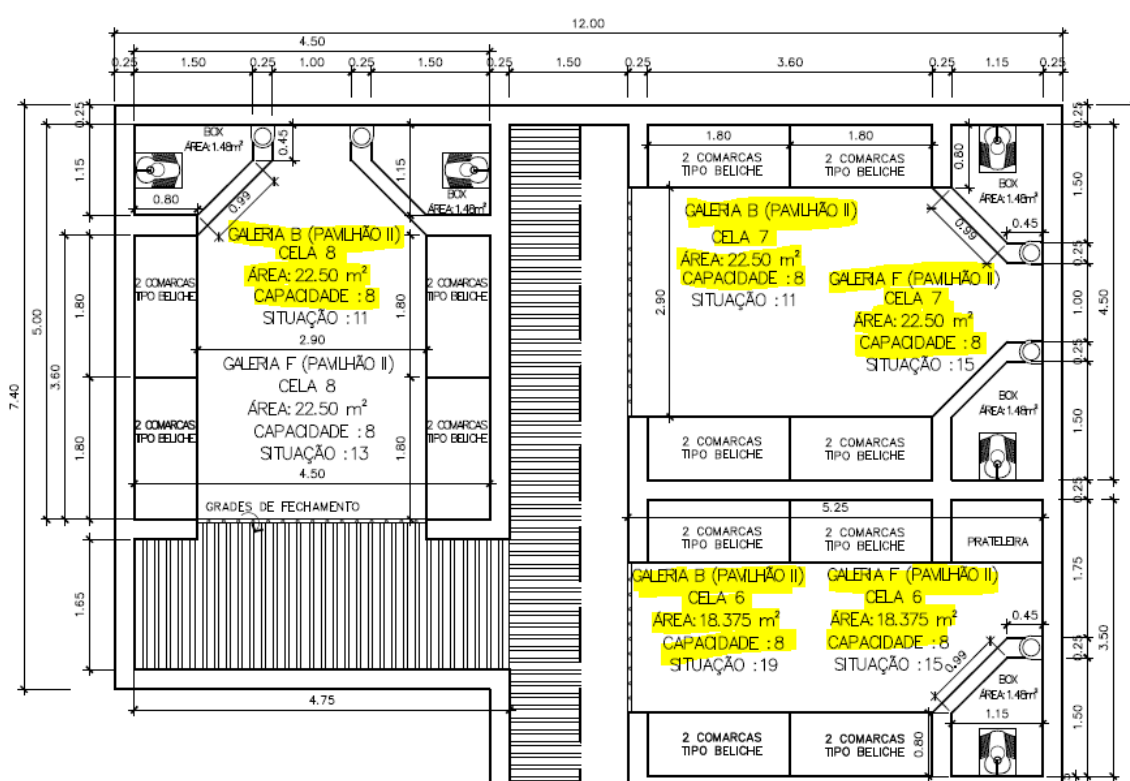 12.00
4.50
0.25
1.50
0.25
1.00
0.25
1.50
0.25
1.50
0.25
3.60
0.25
1.15
0.25
7.40
0.25
5.00
1.15
3.60
1.80
1.80
1.65
BOX
ÁREA:1.48m²
0.45
0.80
0.99
1.15
BOX
ÁREA:1.48m²
GALERIA B (PAVILHÃO II)
CELA 8
ÁREA: 22.50 m²
CAPACIDADE :8
SITUAÇÃO :11
2.90
GALERIA F (PAVILHÃO II)
CELA 8
ÁREA: 22.50 m²
CAPACIDADE :8
SITUAÇÃO :13
4.50
2 COMARCAS
TIPO BELICHE
2 COMARCAS
TIPO BELICHE
2 COMARCAS
TIPO BELICHE
2 COMARCAS
TIPO BELICHE
1.80
1.80
GRADES DE FECHAMENTO
4.75
1.80
1.80
2 COMARCAS
TIPO BELICHE
2 COMARCAS
TIPO BELICHE
0.80
BOX
ÁREA:1.48m²
0.45
0.99
GALERIA B (PAVILHÃO II)
CELA 7
ÁREA: 22.50 m²
CAPACIDADE :8
SITUAÇÃO :11
2.90
GALERIA F (PAVILHÃO II)
CELA 7
ÁREA: 22.50 m²
CAPACIDADE :8
SITUAÇÃO :15
BOX
ÁREA:1.48m²
2 COMARCAS
TIPO BELICHE
2 COMARCAS
TIPO BELICHE
0.25
1.50
0.25
1.00
0.25
1.50
0.25
4.50
5.25
2 COMARCAS
TIPO BELICHE
2 COMARCAS
TIPO BELICHE
PRATELEIRA
GALERIA B (PAVILHÃO II)
CELA 6
ÁREA: 18.375 m²
CAPACIDADE :8
SITUAÇÃO :19
GALERIA F (PAVILHÃO II)
CELA 6
ÁREA: 18.375 m²
CAPACIDADE :8
SITUAÇÃO :15
0.45
0.99
BOX
ÁREA:1.48m²
1.15
0.80
2 COMARCAS
TIPO BELICHE
2 COMARCAS
TIPO BELICHE
1.75
0.25
1.50
3.50